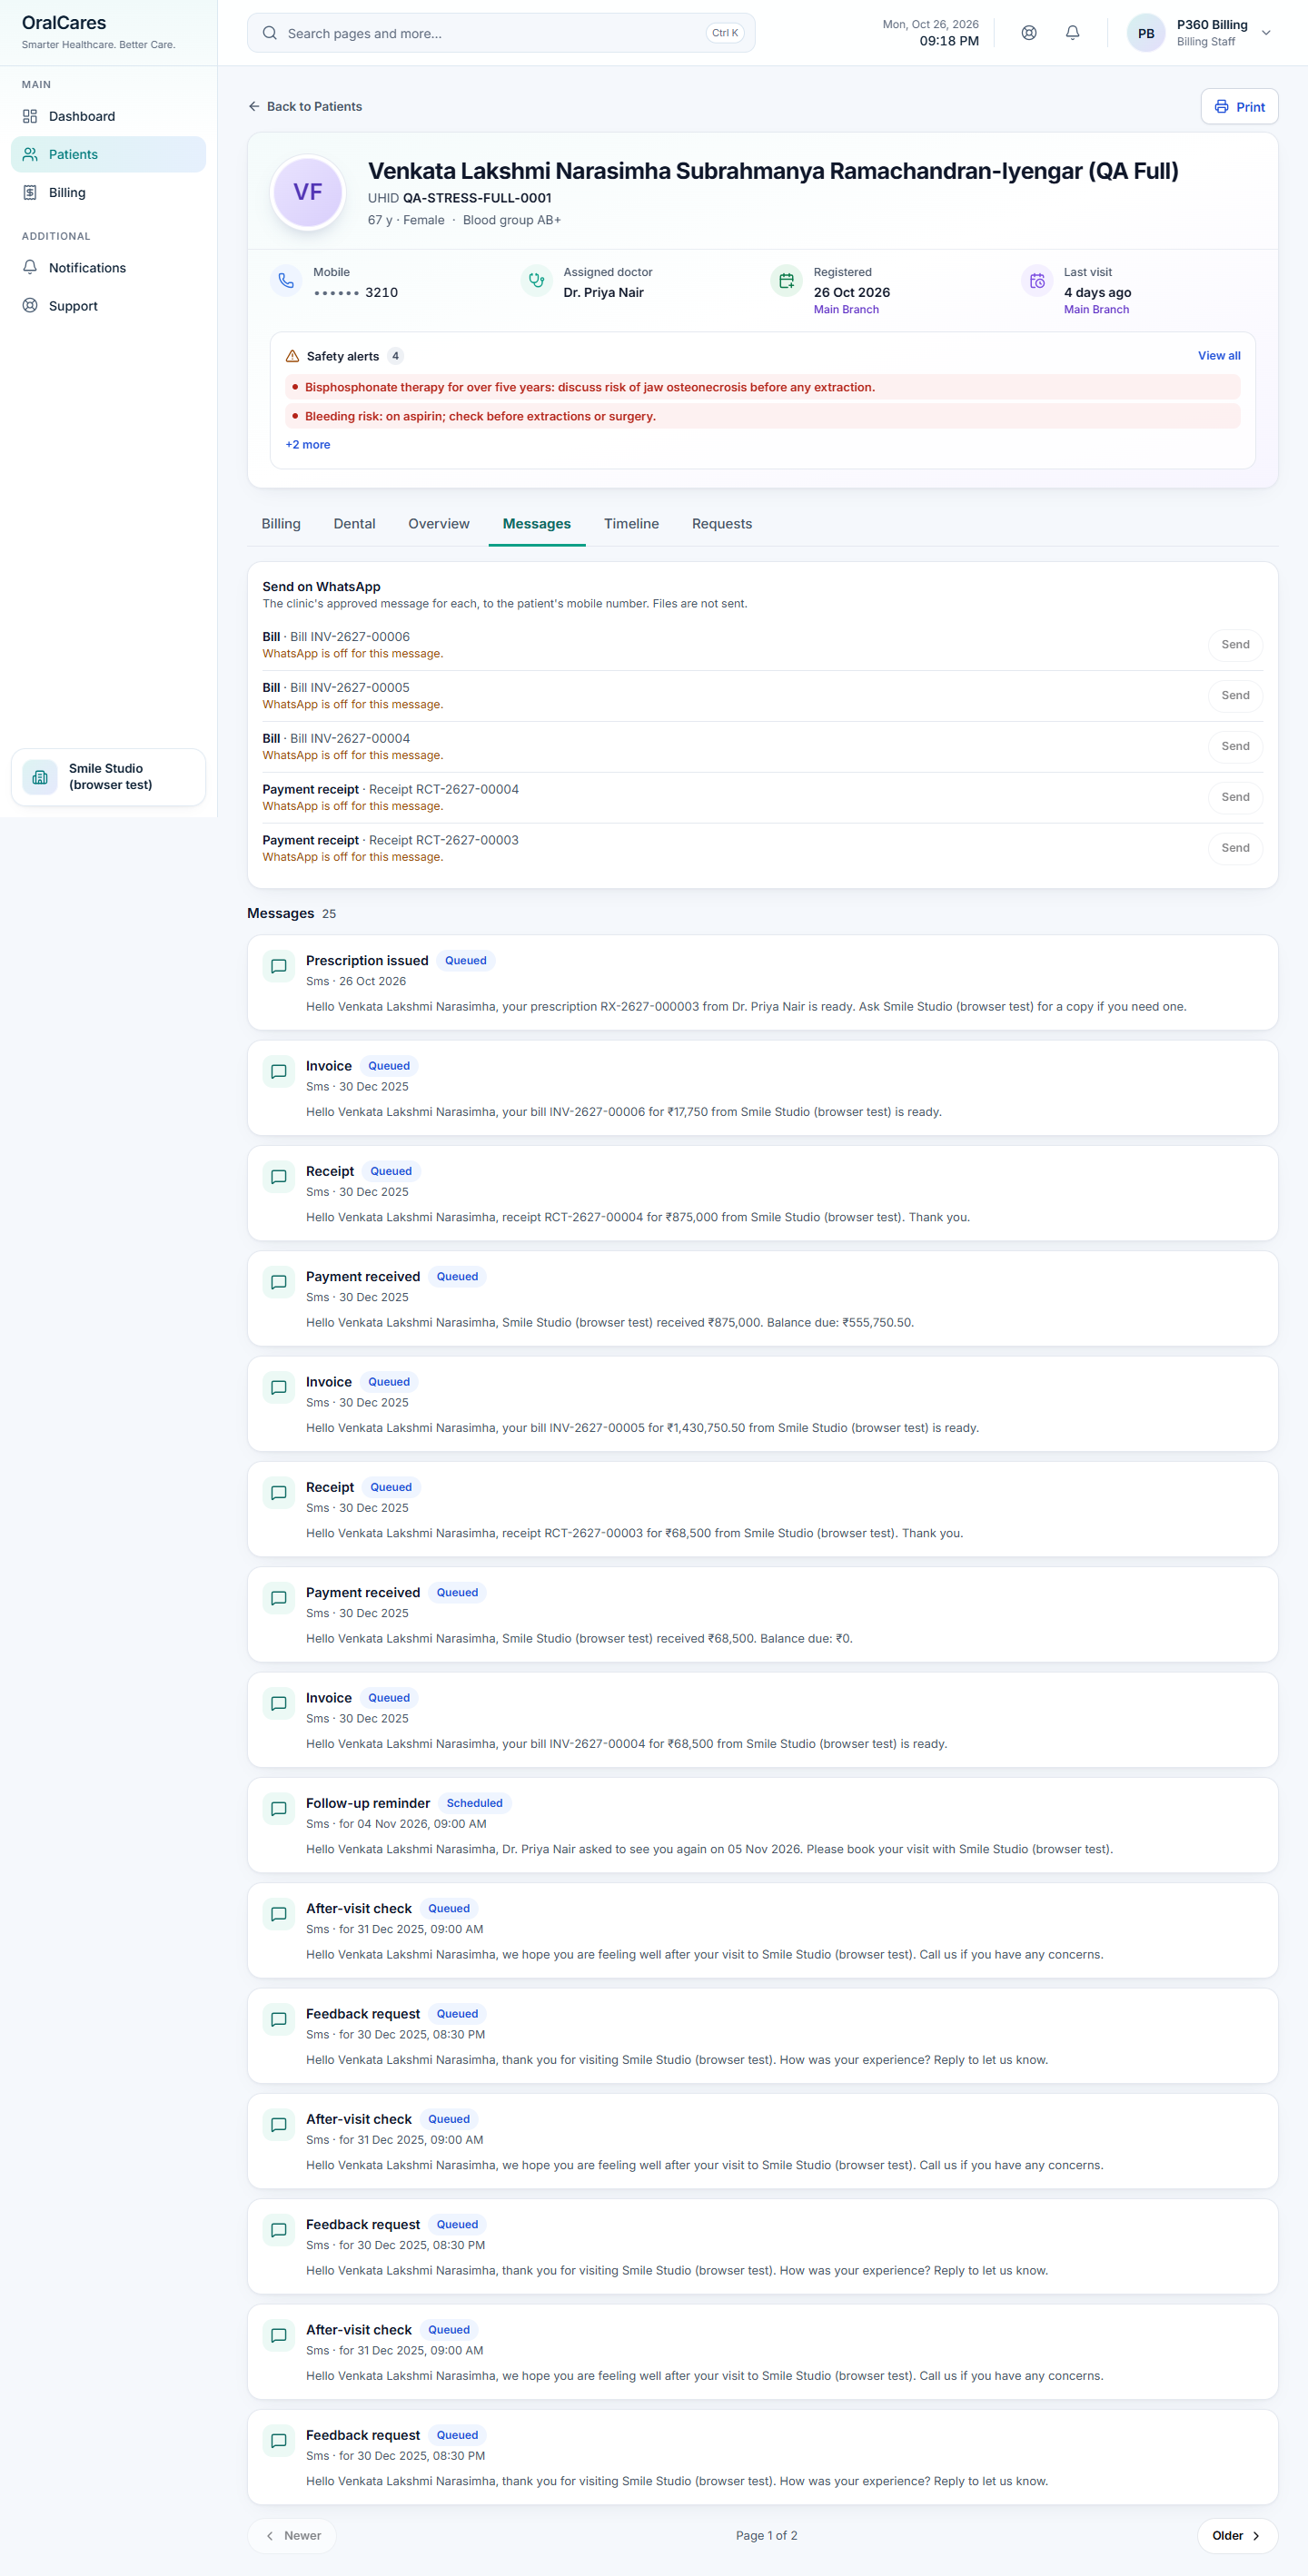 OralCares
Smarter Healthcare. Better Care.
MAIN
Dashboard
Patients
Billing
ADDITIONAL
Notifications
Support
Smile Studio
(browser test)
Search pages and more...
Ctrl K
Mon, Oct 26, 2026
09:18 PM
PB
P360 Billing
Billing Staff
Back to Patients
Print
VF
Venkata Lakshmi Narasimha Subrahmanya Ramachandran-Iyengar (QA Full)
UHID QA-STRESS-FULL-0001
67 y · Female · Blood group AB+
Mobile
•••••• 3210
Assigned doctor
Dr. Priya Nair
Registered
26 Oct 2026
Main Branch
Last visit
4 days ago
Main Branch
Safety alerts 4
View all
Bisphosphonate therapy for over five years: discuss risk of jaw osteonecrosis before any extraction.
Bleeding risk: on aspirin; check before extractions or surgery.
+2 more
Billing Dental Overview Messages Timeline Requests
Send on WhatsApp
The clinic's approved message for each, to the patient's mobile number. Files are not sent.
Bill · Bill INV-2627-00006
WhatsApp is off for this message.
Send
Bill · Bill INV-2627-00005
WhatsApp is off for this message.
Send
Bill · Bill INV-2627-00004
WhatsApp is off for this message.
Send
Payment receipt · Receipt RCT-2627-00004
WhatsApp is off for this message.
Send
Payment receipt · Receipt RCT-2627-00003
WhatsApp is off for this message.
Send
Messages 25
Prescription issued Queued
Sms · 26 Oct 2026
Hello Venkata Lakshmi Narasimha, your prescription RX-2627-000003 from Dr. Priya Nair is ready. Ask Smile Studio (browser test) for a copy if you need one.
Invoice Queued
Sms · 30 Dec 2025
Hello Venkata Lakshmi Narasimha, your bill INV-2627-00006 for ₹17,750 from Smile Studio (browser test) is ready.
Receipt Queued
Sms · 30 Dec 2025
Hello Venkata Lakshmi Narasimha, receipt RCT-2627-00004 for ₹875,000 from Smile Studio (browser test). Thank you.
Payment received Queued
Sms · 30 Dec 2025
Hello Venkata Lakshmi Narasimha, Smile Studio (browser test) received ₹875,000. Balance due: ₹555,750.50.
Invoice Queued
Sms · 30 Dec 2025
Hello Venkata Lakshmi Narasimha, your bill INV-2627-00005 for ₹1,430,750.50 from Smile Studio (browser test) is ready.
Receipt Queued
Sms · 30 Dec 2025
Hello Venkata Lakshmi Narasimha, receipt RCT-2627-00003 for ₹68,500 from Smile Studio (browser test). Thank you.
Payment received Queued
Sms · 30 Dec 2025
Hello Venkata Lakshmi Narasimha, Smile Studio (browser test) received ₹68,500. Balance due: ₹0.
Invoice Queued
Sms · 30 Dec 2025
Hello Venkata Lakshmi Narasimha, your bill INV-2627-00004 for ₹68,500 from Smile Studio (browser test) is ready.
Follow-up reminder Scheduled
Sms · for 04 Nov 2026, 09:00 AM
Hello Venkata Lakshmi Narasimha, Dr. Priya Nair asked to see you again on 05 Nov 2026. Please book your visit with Smile Studio (browser test).
After-visit check Queued
Sms · for 31 Dec 2025, 09:00 AM
Hello Venkata Lakshmi Narasimha, we hope you are feeling well after your visit to Smile Studio (browser test). Call us if you have any concerns.
Feedback request Queued
Sms · for 30 Dec 2025, 08:30 PM
Hello Venkata Lakshmi Narasimha, thank you for visiting Smile Studio (browser test). How was your experience? Reply to let us know.
After-visit check Queued
Sms · for 31 Dec 2025, 09:00 AM
Hello Venkata Lakshmi Narasimha, we hope you are feeling well after your visit to Smile Studio (browser test). Call us if you have any concerns.
Feedback request Queued
Sms · for 30 Dec 2025, 08:30 PM
Hello Venkata Lakshmi Narasimha, thank you for visiting Smile Studio (browser test). How was your experience? Reply to let us know.
After-visit check Queued
Sms · for 31 Dec 2025, 09:00 AM
Hello Venkata Lakshmi Narasimha, we hope you are feeling well after your visit to Smile Studio (browser test). Call us if you have any concerns.
Feedback request Queued
Sms · for 30 Dec 2025, 08:30 PM
Hello Venkata Lakshmi Narasimha, thank you for visiting Smile Studio (browser test). How was your experience? Reply to let us know.
Newer
Page 1 of 2
Older